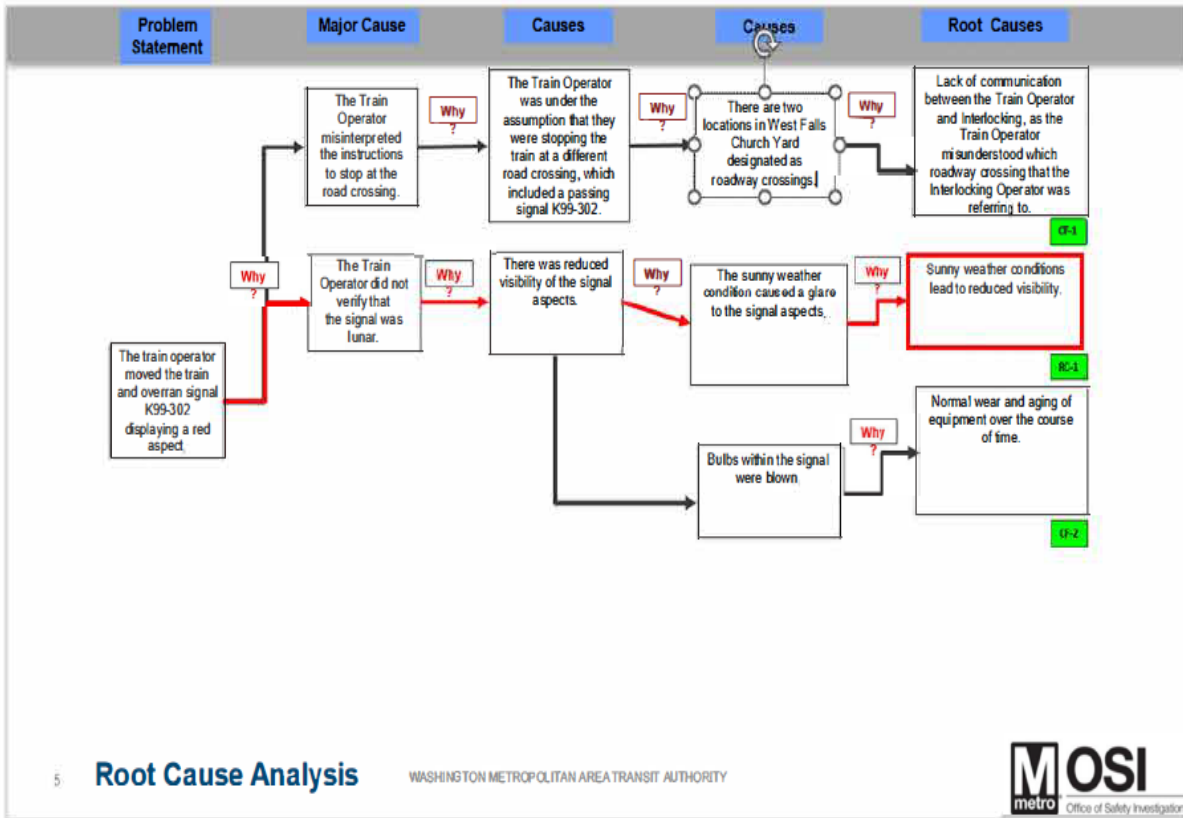 Problem
Statement
Major Cause
Causes
Causes
Root Causes
The Train
Operator
misinterpreted
the instructions
to stop at the
road crossing.
Why
?
The Train Operator
was under the
assumption that they
were stopping the
train at a different
road crossing, which
included a passing
signal K99-302.
Why
?
There are two
locations in West Falls
Church Yard
designated as
roadway crossings.
Why
?
Lack of communication
between the Train Operator
and Interlocking, as the
Train Operator
misunderstood which
roadway crossing that the
Interlocking Operator was
referring to.
CF-1
Why
?
The Train
Operator did not
verify that
the signal was
lunar.
Why
?
There was reduced
visibility of the signal
aspects.
Why
?
The sunny weather
condition caused a glare
to the signal aspects.
Why
?
Sunny weather conditions
lead to reduced visibility.
RC-1
The train operator
moved the train
and overran signal
K99-302
displaying a red
aspect.
Bulbs within the signal
were blown
Why
?
Normal wear and aging of
equipment over the course
of time.
CF-2
5
Root Cause Analysis
WASHINGTON METROPOLITAN AREA TRANSIT AUTHORITY
M
metro
OSI
Office of Safety Investigation